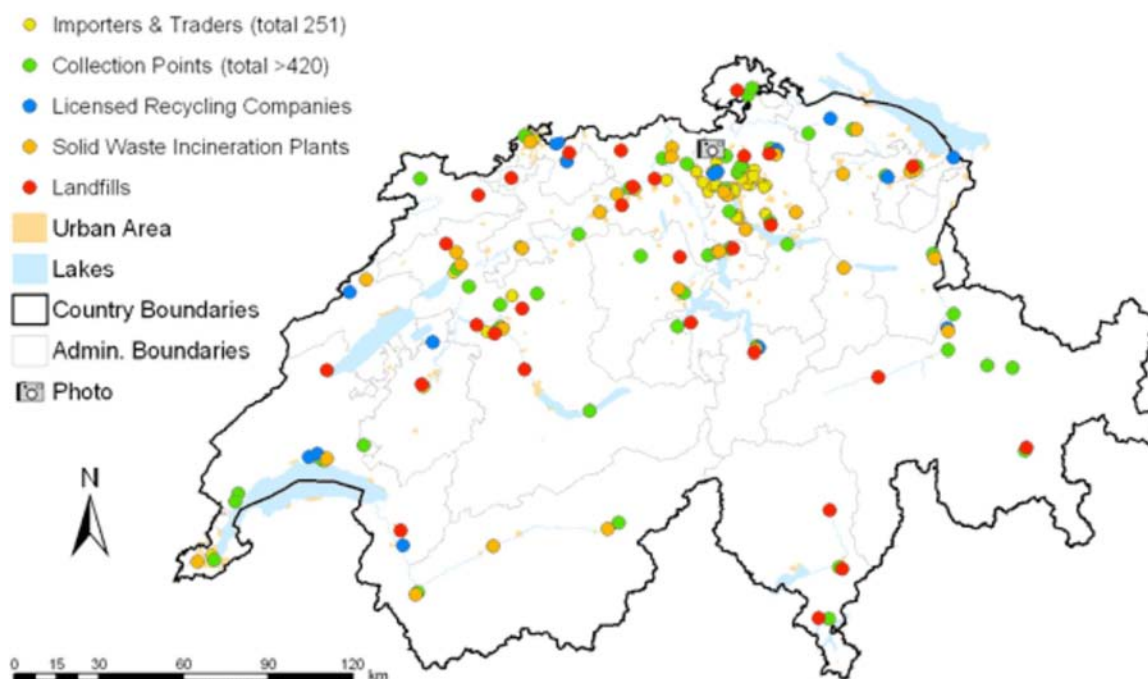 Importers & Traders (total 251)
Collection Points (total >420)
Licensed Recycling Companies
Solid Waste Incineration Plants
Landfills
Urban Area
Lakes
Country Boundaries
Admin. Boundaries
Photo
N
0 15 30 60 90 120
km